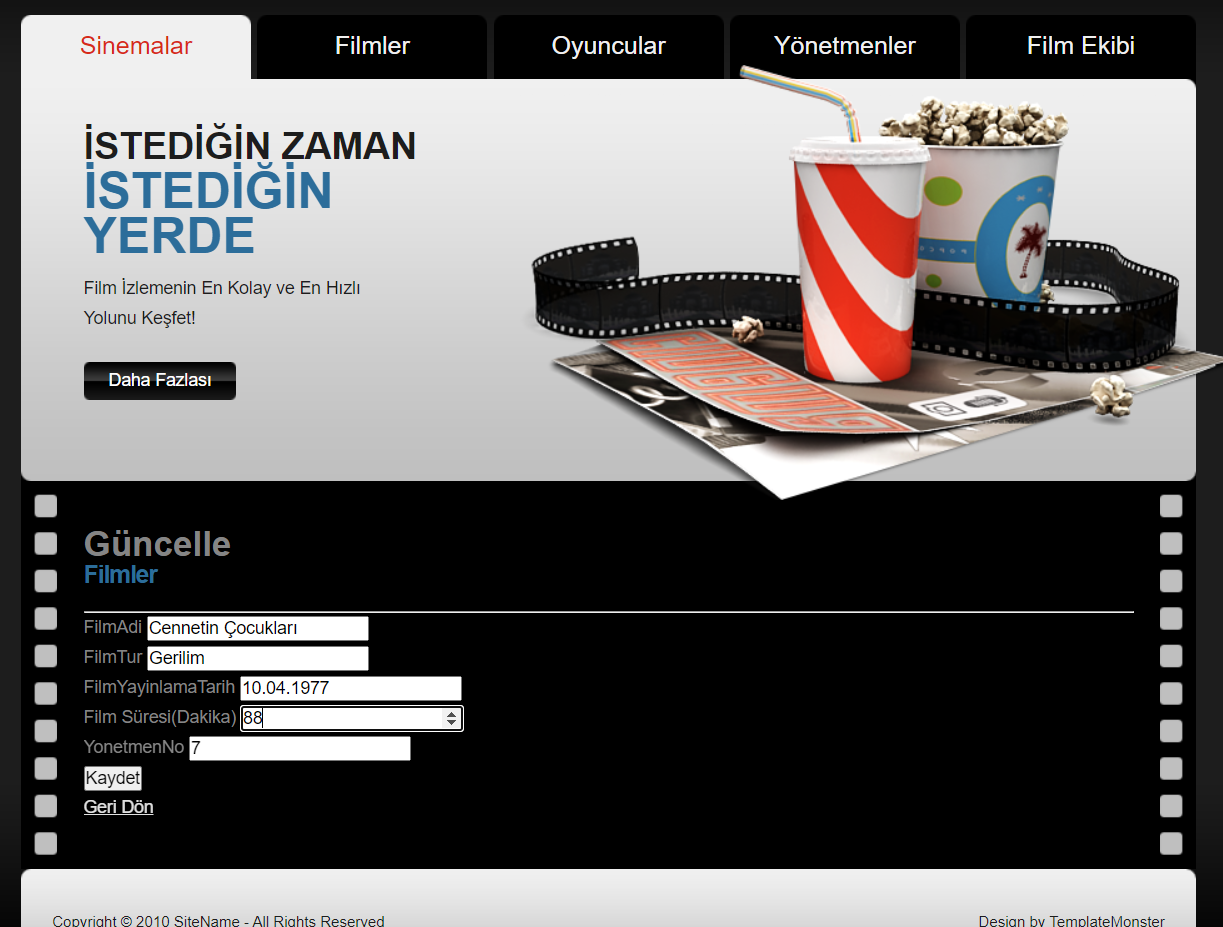 Sinemalar
Filmler
Oyuncular
Yönetmenler
Film Ekibi
İSTEDİĞİN ZAMAN
İSTEDİĞİN
YERDE
Film İzlemenin En Kolay ve En Hızlı
Yolunu Keşfet!
Daha Fazlası
Güncelle
Filmler
FilmAdi Cennetin Çocukları
FilmTur Gerilim
FilmYayinlamaTarih 10.04.1977
Film Süresi(Dakika) 88
YonetmenNo 7
Kaydet
Geri Dön
Copyright © 2010 SiteName - All Rights Reserved
Design by TemplateMonster